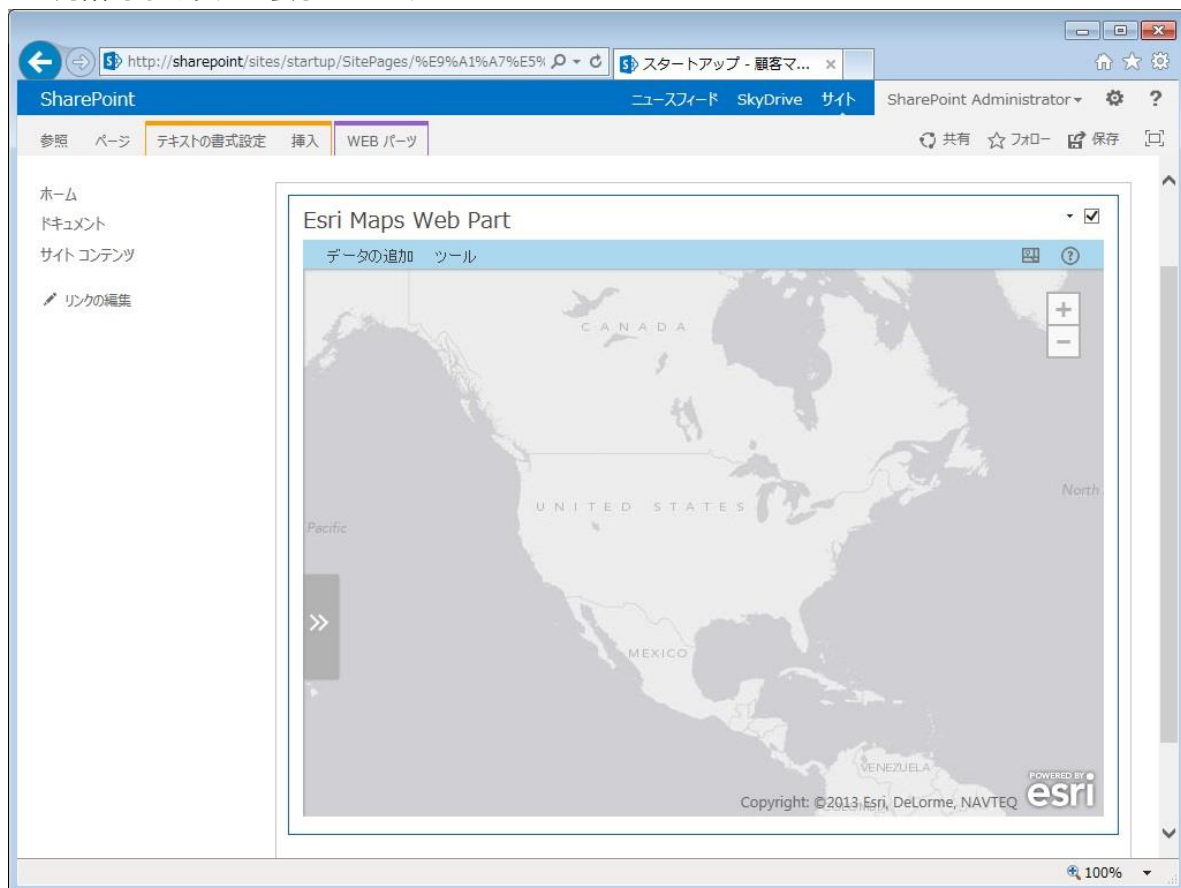 http://sharepoint/sites/startup/SitePages/%E9%A1%A7%E5%
スタートアップ - 顧客マ...
SharePoint
ニュースフィード SkyDrive サイト SharePoint Administrator ?
参照 ページ テキストの書式設定 挿入 WEB パーツ 共有 フォロー 保存
ホーム
ドキュメント
サイト コンテンツ
リンクの編集
Esri Maps Web Part
データの追加 ツール ?
CANADA
+
−
North
UNITED STATES
Pacific
MEXICO
VENEZUELA
POWERED BY
esri
Copyright: ©2013 Esri, DeLorme, NAVTEQ
100%